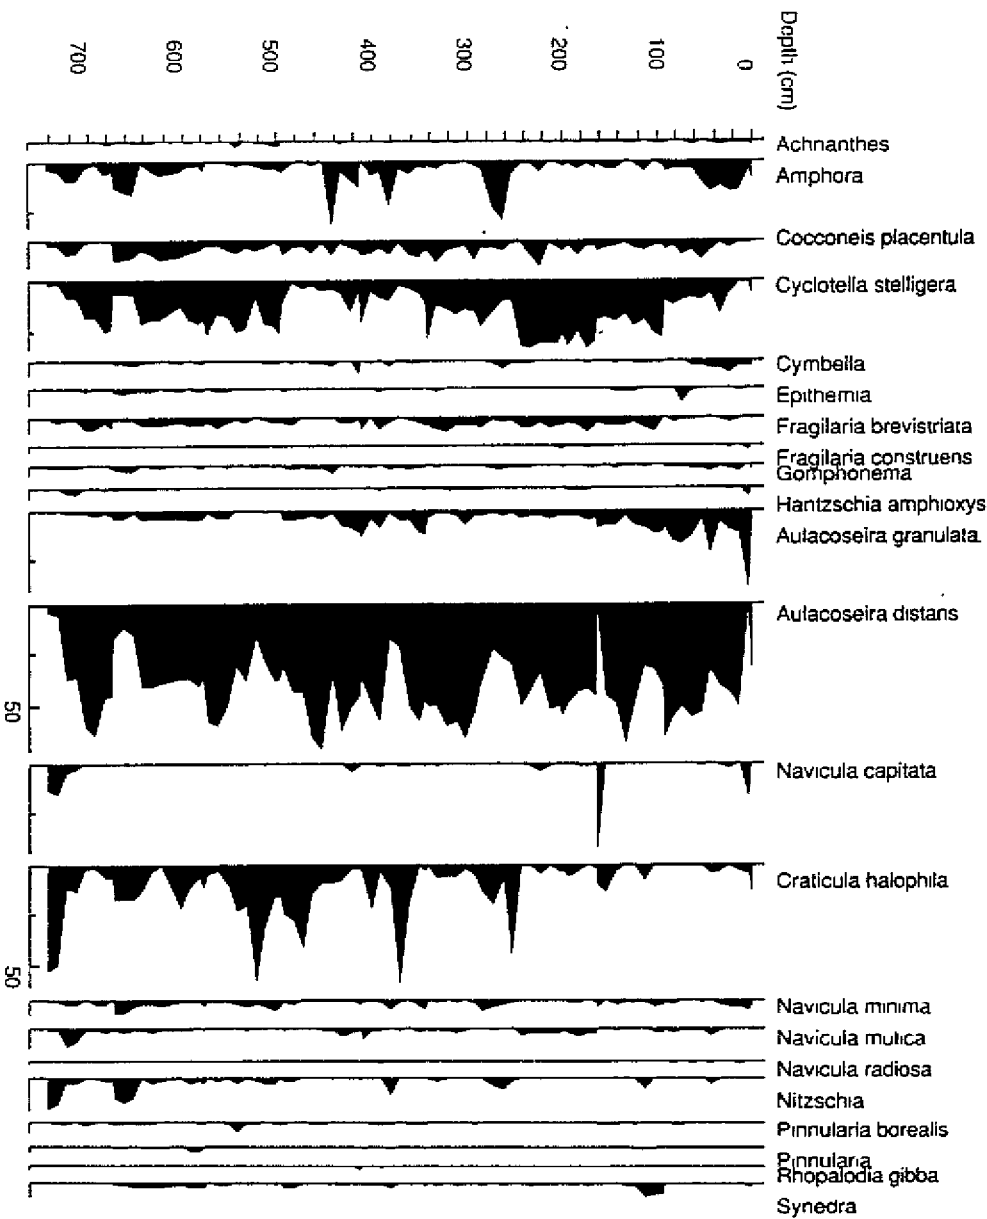 Depth (cm)
0
100
200
300
400
500
600
700
Achnanthes
Amphora
Cocconeis placentula
Cyclotella stelligera
Cymbella
Epithemia
Fragilaria brevistriata
Fragilaria construens
Gomphonema
Hantzschia amphioxys
Aulacoseira granulata
Aulacoseira distans
50
Navicula capitata
Craticula halophila
50
Navicula minima
Navicula mutica
Navicula radiosa
Nitzschia
Pinnularia borealis
Pinnularia
Rhopalodia gibba
Synedra